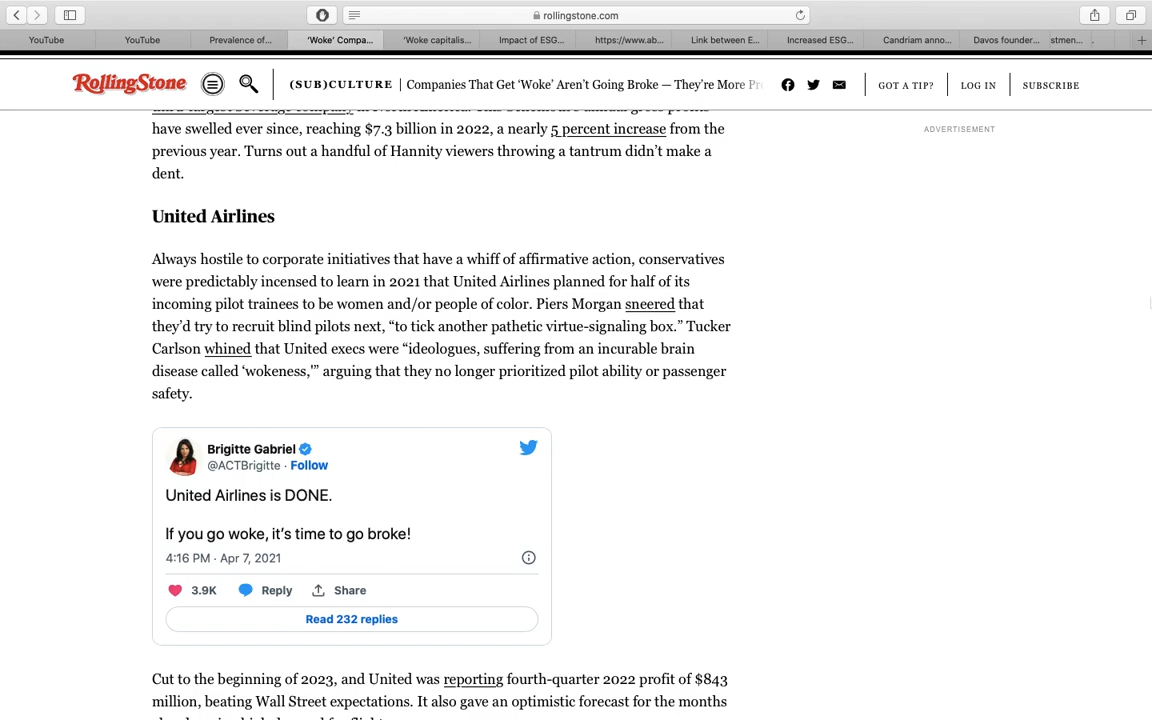 rollingstone.com
YouTube
YouTube
Prevalence of...
'Woke' Compa...
'Woke capitalis...
Impact of ESG...
https://www.ab...
Link between E...
Increased ESG...
Candriam anno...
Davos founder...
stmen...
RollingStone
(SUB)CULTURE | Companies That Get 'Woke' Aren't Going Broke — They're More Pr
GOT A TIP?
LOG IN
SUBSCRIBE
ADVERTISEMENT
have swelled ever since, reaching $7.3 billion in 2022, a nearly 5 percent increase from the
previous year. Turns out a handful of Hannity viewers throwing a tantrum didn't make a
dent.
United Airlines
Always hostile to corporate initiatives that have a whiff of affirmative action, conservatives
were predictably incensed to learn in 2021 that United Airlines planned for half of its
incoming pilot trainees to be women and/or people of color. Piers Morgan sneered that
they'd try to recruit blind pilots next, “to tick another pathetic virtue-signaling box.” Tucker
Carlson whined that United execs were “ideologues, suffering from an incurable brain
disease called ‘wokeness,'” arguing that they no longer prioritized pilot ability or passenger
safety.
Brigitte Gabriel
@ACTBrigitte · Follow
United Airlines is DONE.
If you go woke, it's time to go broke!
4:16 PM · Apr 7, 2021
3.9K Reply Share
Read 232 replies
Cut to the beginning of 2023, and United was reporting fourth-quarter 2022 profit of $843
million, beating Wall Street expectations. It also gave an optimistic forecast for the months